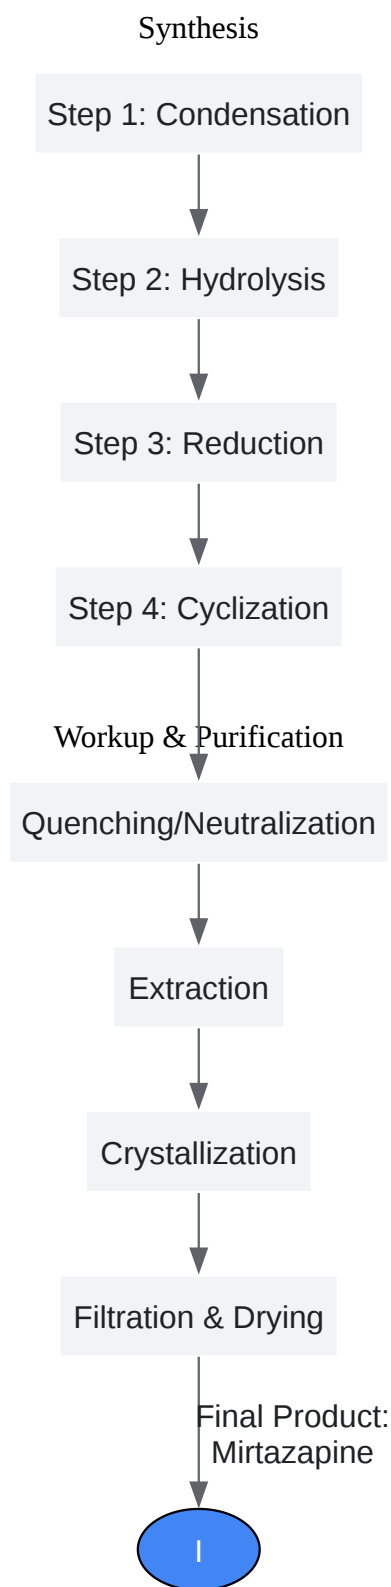 Synthesis
Step 1: Condensation
Step 2: Hydrolysis
Step 3: Reduction
Step 4: Cyclization
Workup & Purification
Quenching/Neutralization
Extraction
Crystallization
Filtration & Drying
Final Product:
Mirtazapine
I